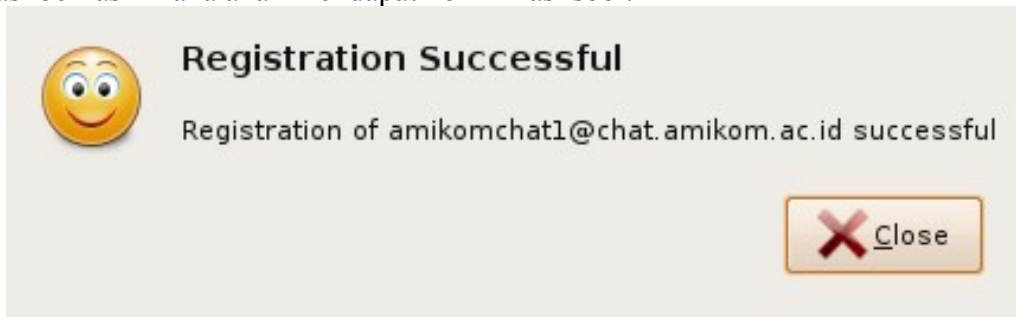 Registration Successful
Registration of amikomchat1@chat.amikom.ac.id successful
Close